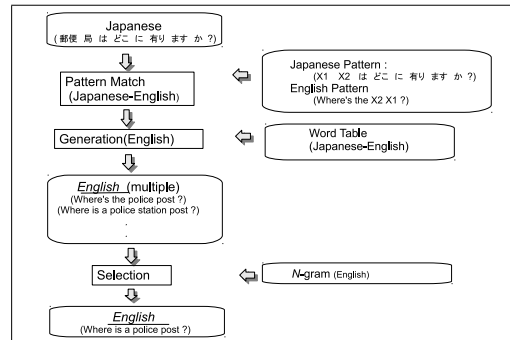 Japanese
(郵便 局 は どこ に 有り ます か ?)
Pattern Match
(Japanese-English)
Japanese Pattern :
(X1 X2 は どこ に 有り ます か ?)
English Pattern
(Where's the X2 X1 ?)
Generation(English)
Word Table
(Japanese-English)
English (multiple)
(Where's the police post ?)
(Where is a police station post ?)
.
.
Selection
N-gram (English)
English
(Where is a police post ?)